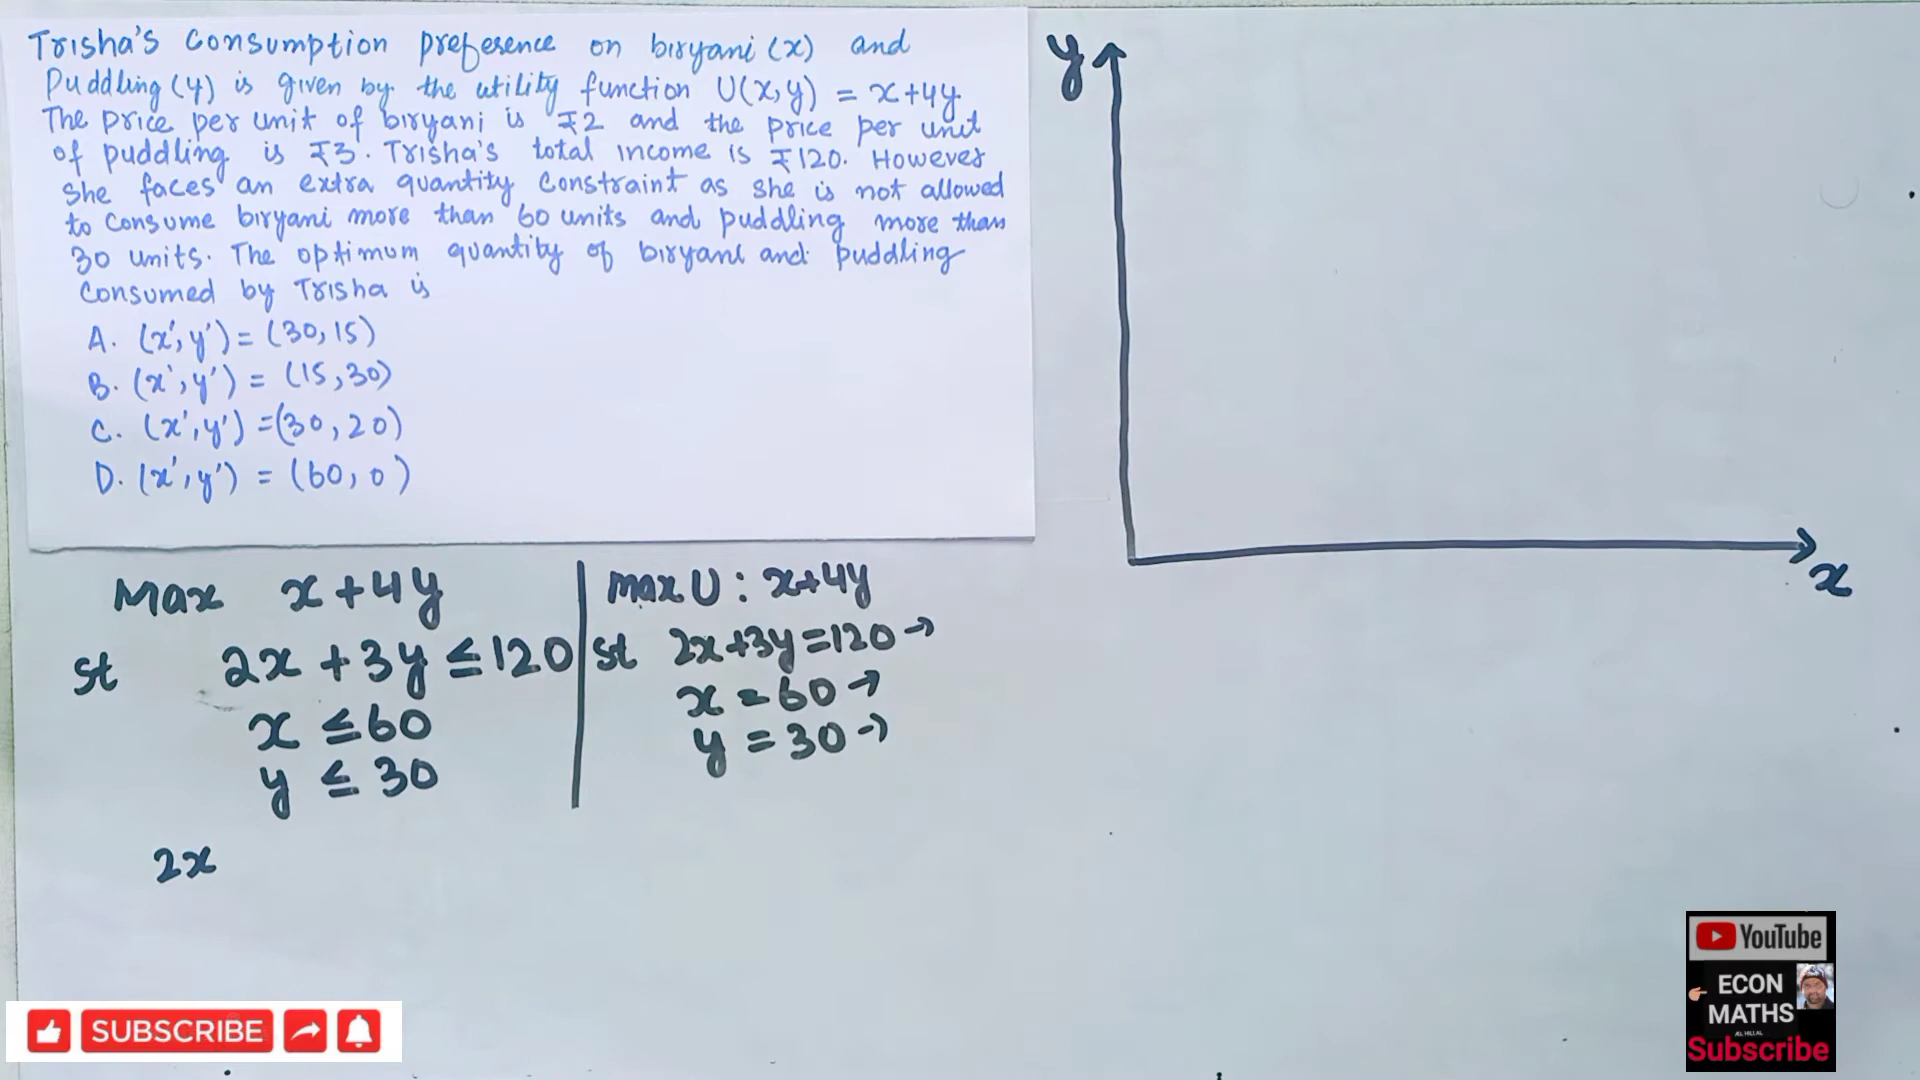 Trisha's consumption preference on biryani (x) and
Puddling (y) is given by the utility function U(x,y) = x+4y
The price per unit of biryani is ₹2 and the price per unit
of puddling is ₹3. Trisha's total income is ₹120. However
she faces an extra quantity constraint as she is not allowed
to consume biryani more than 60 units and puddling more than
30 units. The optimum quantity of biryani and puddling
consumed by Trisha is
A. (x', y') = (30, 15)
B. (x', y') = (15, 30)
C. (x', y') = (30, 20)
D. (x', y') = (60, 0)
Max x + 4y
st 2x + 3y ≤ 120
x ≤ 60
y ≤ 30
2x
max U : x+4y
st 2x+3y=120→
x = 60→
y = 30→
y
x
SUBSCRIBE
YouTube
ECON
MATHS
Subscribe